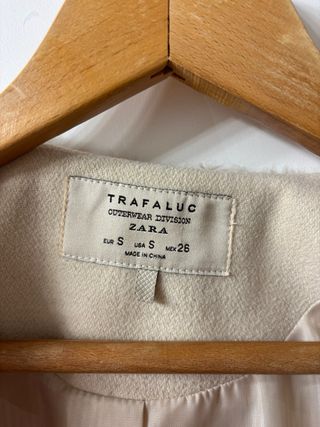 TRAFALUC
OUTERWEAR DIVISION
ZARA
EUR S USA S MEX 26
MADE IN CHINA